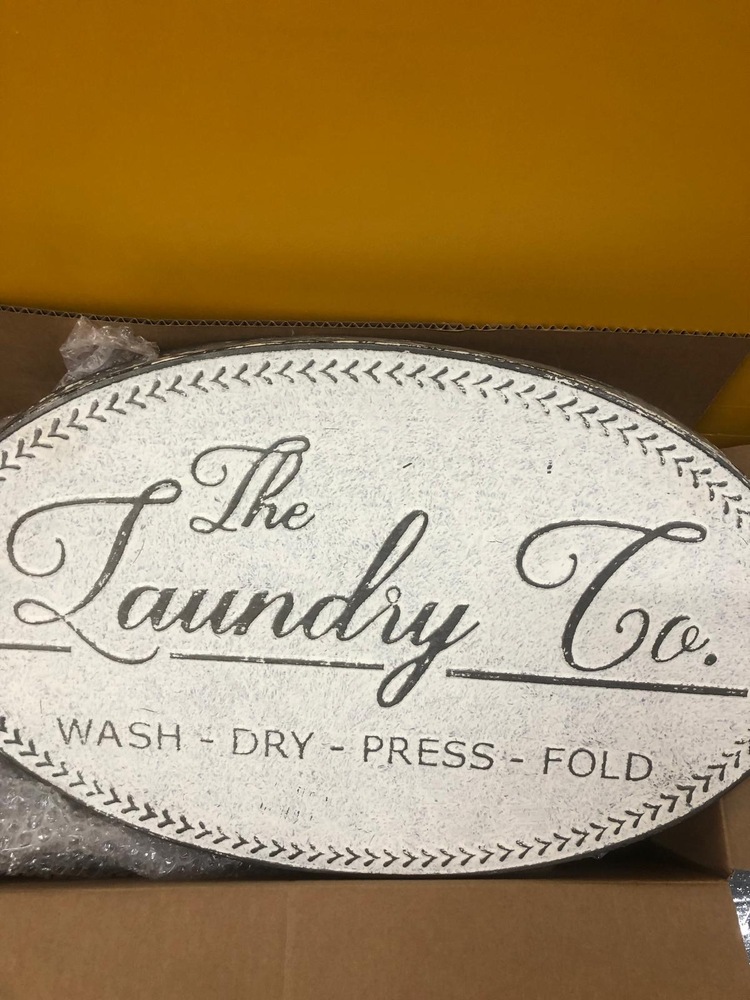 The
Laundry Co.
WASH - DRY - PRESS - FOLD